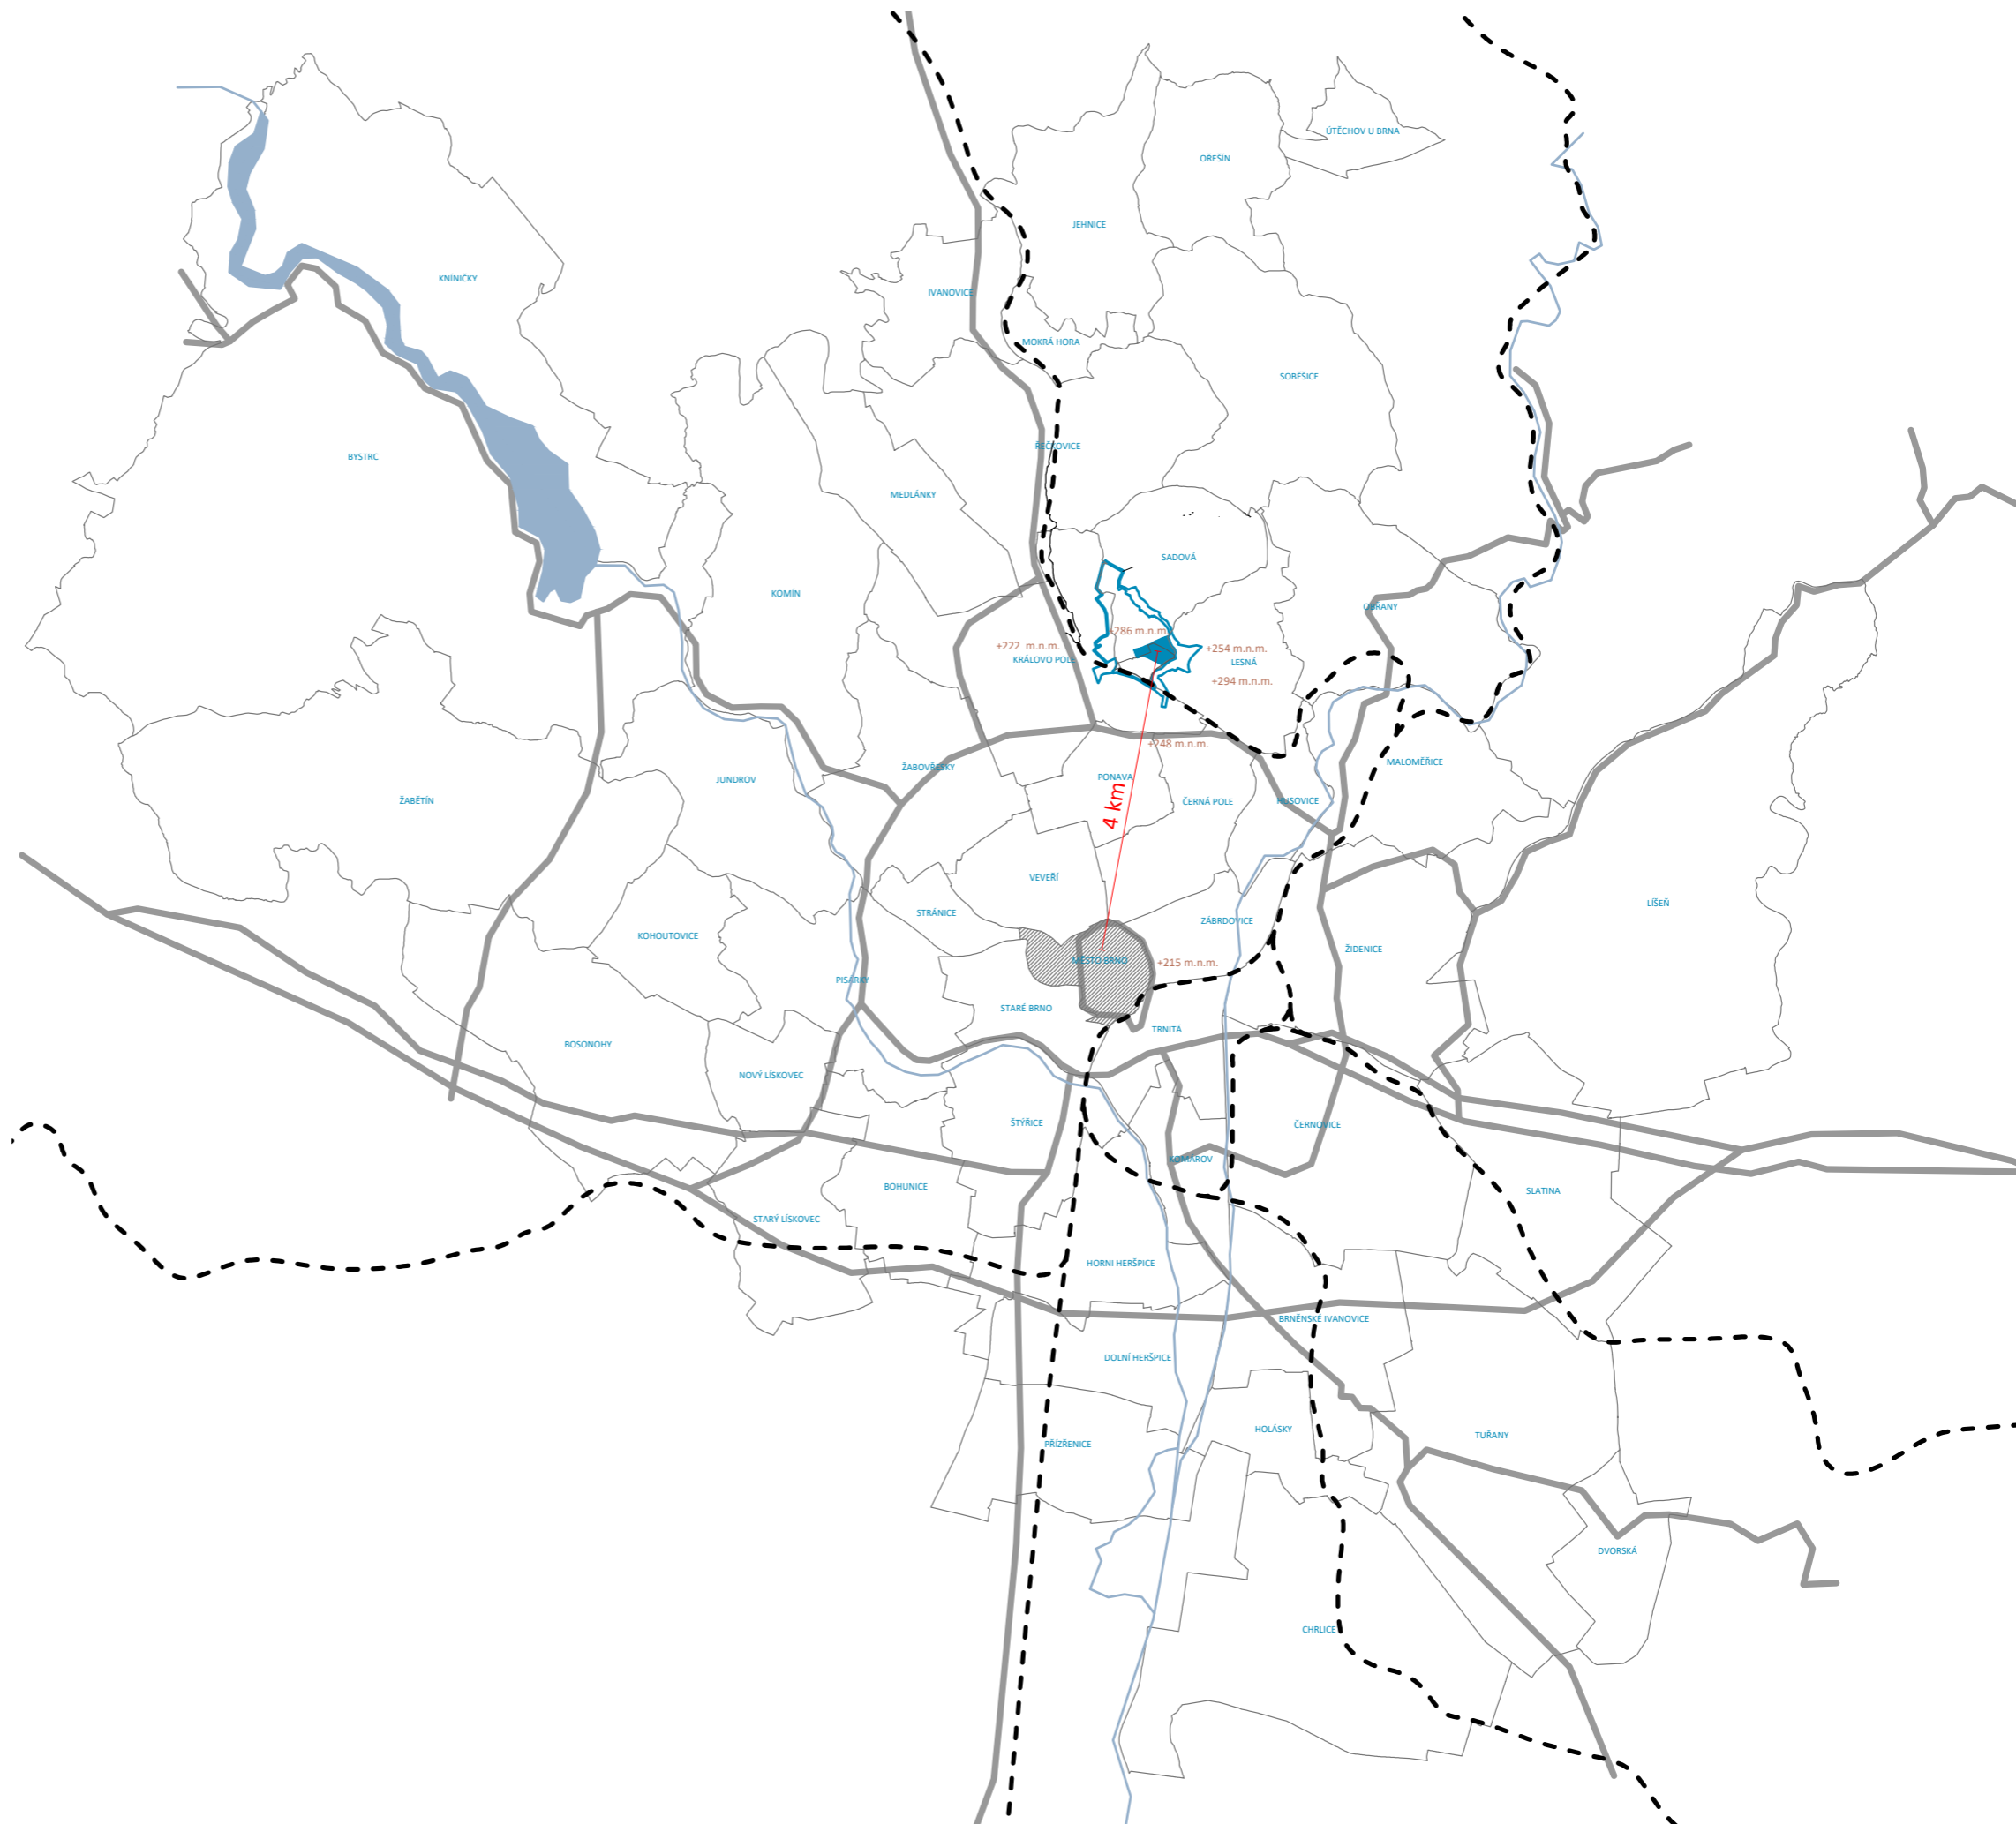 ÚTĚCHOV U BRNA
OŘEŠÍN
JEHNICE
KNÍNIČKY
IVANOVICE
MOKRÁ HORA
SOBĚŠICE
ŘEČKOVICE
BYSTRC
MEDLÁNKY
SADOVÁ
KOMÍN
OBŘANY
+286 m.n.m.
+222 m.n.m.
+254 m.n.m.
KRÁLOVO POLE
LESNÁ
+294 m.n.m.
+248 m.n.m.
MALOMĚŘICE
ŽABOVŘESKY
PONAVA
JUNDROV
ŽABĚTÍN
4 km
ČERNÁ POLE
HUSOVICE
VEVEŘÍ
LÍŠEŇ
STRÁNICE
ZÁBRDOVICE
KOHOUTOVICE
ŽIDENICE
MĚSTO BRNO
+215 m.n.m.
PISÁRKY
STARÉ BRNO
TRNITÁ
BOSONOHY
NOVÝ LÍSKOVEC
ŠTÝŘICE
ČERNOVICE
KOMÁROV
BOHUNICE
SLATINA
STARÝ LÍSKOVEC
HORNI HERŠPICE
BRNĚNSKÉ IVANOVICE
DOLNÍ HERŠPICE
HOLÁSKY
TUŘANY
PŘÍZŘENICE
DVORSKÁ
CHRLICE